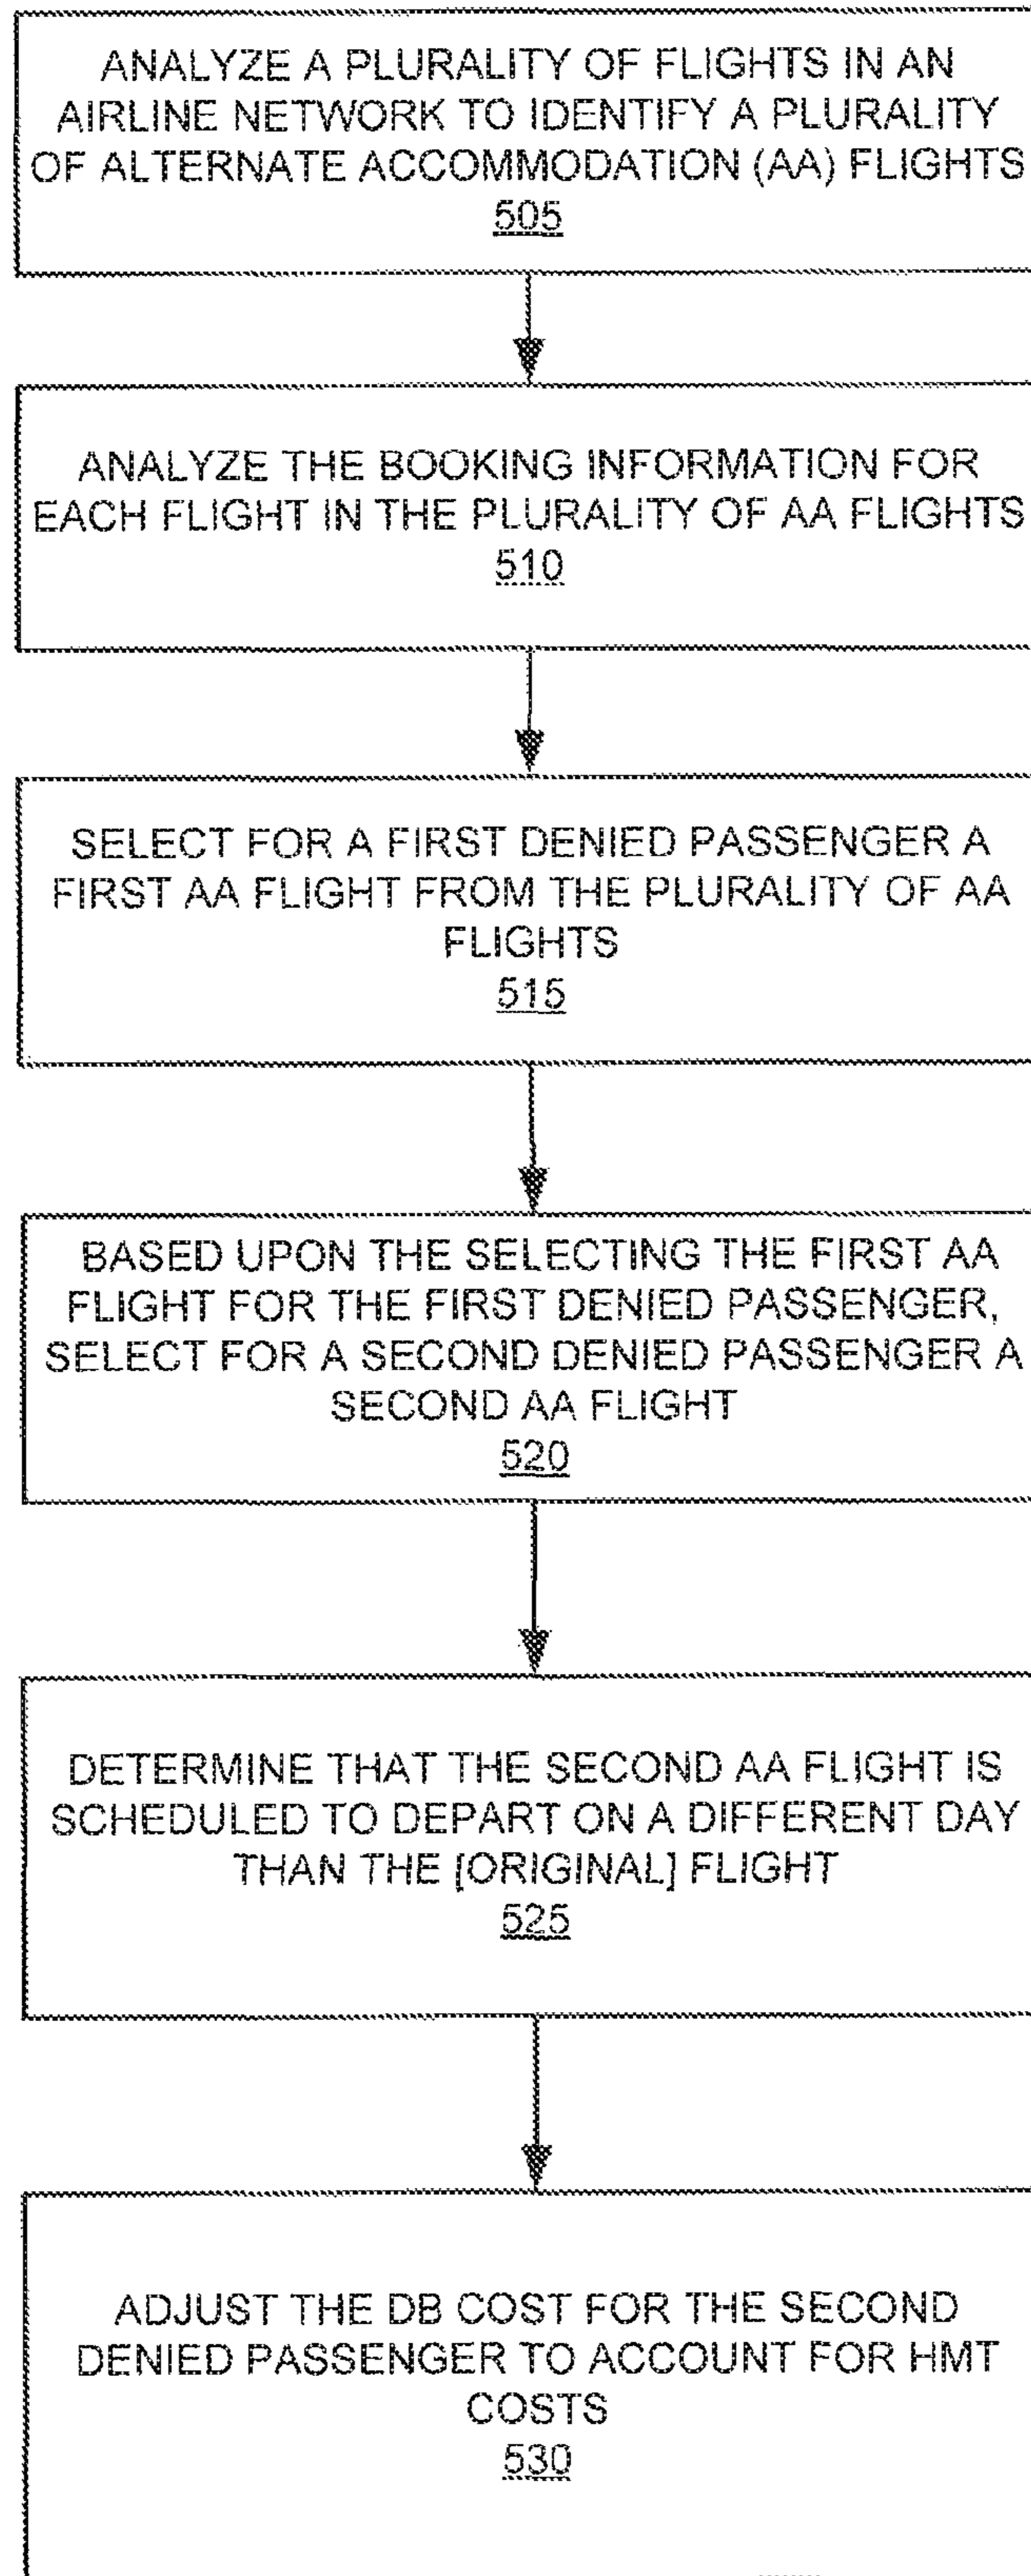 ANALYZE A PLURALITY OF FLIGHTS IN AN
AIRLINE NETWORK TO IDENTIFY A PLURALITY
OF ALTERNATE ACCOMMODATION (AA) FLIGHTS
505
ANALYZE THE BOOKING INFORMATION FOR
EACH FLIGHT IN THE PLURALITY OF AA FLIGHTS
510
SELECT FOR A FIRST DENIED PASSENGER A
FIRST AA FLIGHT FROM THE PLURALITY OF AA
FLIGHTS
515
BASED UPON THE SELECTING THE FIRST AA
FLIGHT FOR THE FIRST DENIED PASSENGER,
SELECT FOR A SECOND DENIED PASSENGER A
SECOND AA FLIGHT
520
DETERMINE THAT THE SECOND AA FLIGHT IS
SCHEDULED TO DEPART ON A DIFFERENT DAY
THAN THE [ORIGINAL] FLIGHT
525
ADJUST THE DB COST FOR THE SECOND
DENIED PASSENGER TO ACCOUNT FOR HMT
COSTS
530